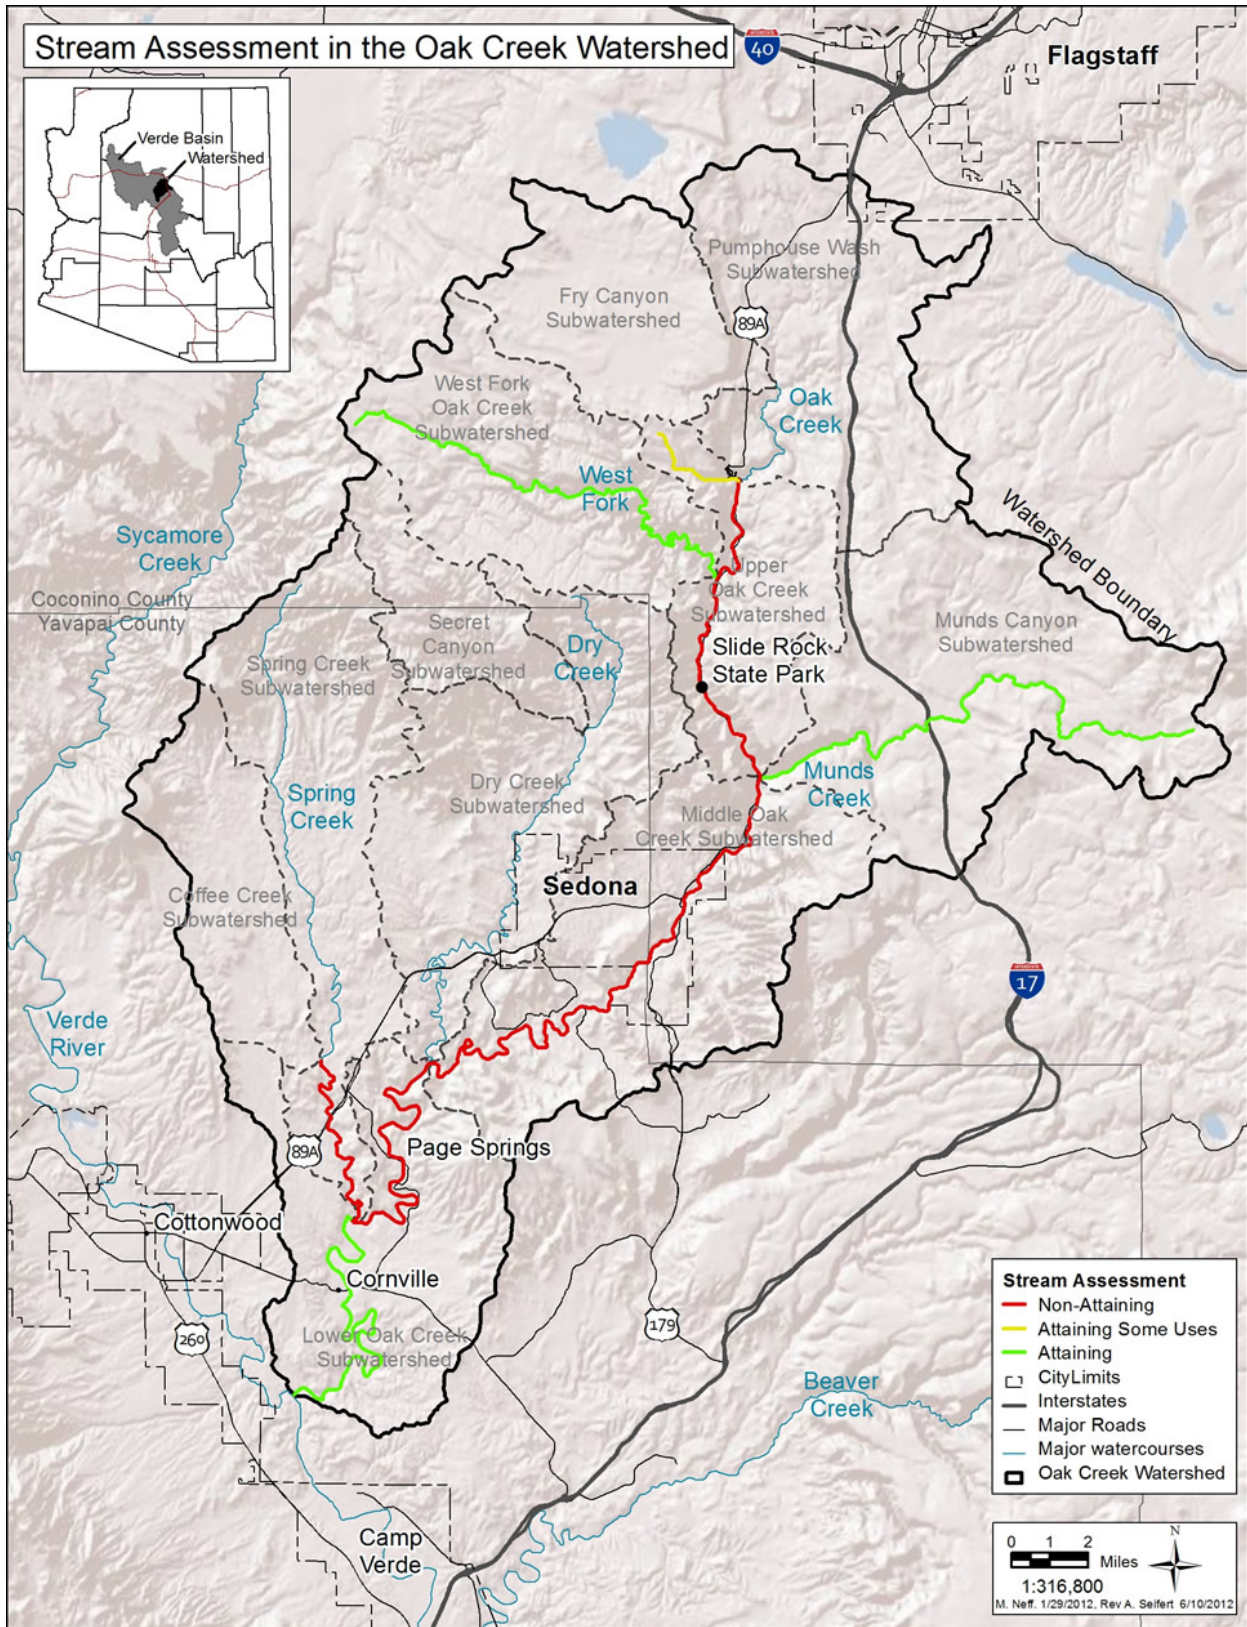 Stream Assessment in the Oak Creek Watershed
40
Flagstaff
Verde Basin
Watershed
Pumphouse Wash
Subwatershed
Fry Canyon
Subwatershed
89A
West Fork
Oak Creek
Subwatershed
Oak
Creek
West
Fork
Watershed Boundary
Sycamore
Creek
Coconino County
Yavapai County
Upper
Oak Creek
Subwatershed
Munds Canyon
Subwatershed
Secret
Canyon
Subwatershed
Dry
Creek
Spring Creek
Subwatershed
Slide Rock
State Park
Spring
Creek
Dry Creek
Subwatershed
Munds
Creek
Middle Oak
Creek Subwatershed
Sedona
Coffee Creek
Subwatershed
17
INTERSTATE
Verde
River
89A
Page Springs
Cottonwood
Cornville
260
Lower Oak Creek
Subwatershed
179
Beaver
Creek
Camp
Verde
Stream Assessment
Non-Attaining
Attaining Some Uses
Attaining
CityLimits
Interstates
Major Roads
Major watercourses
Oak Creek Watershed
0 1 2
Miles
N
1:316,800
M. Neff. 1/29/2012, Rev A. Seifert 6/10/2012